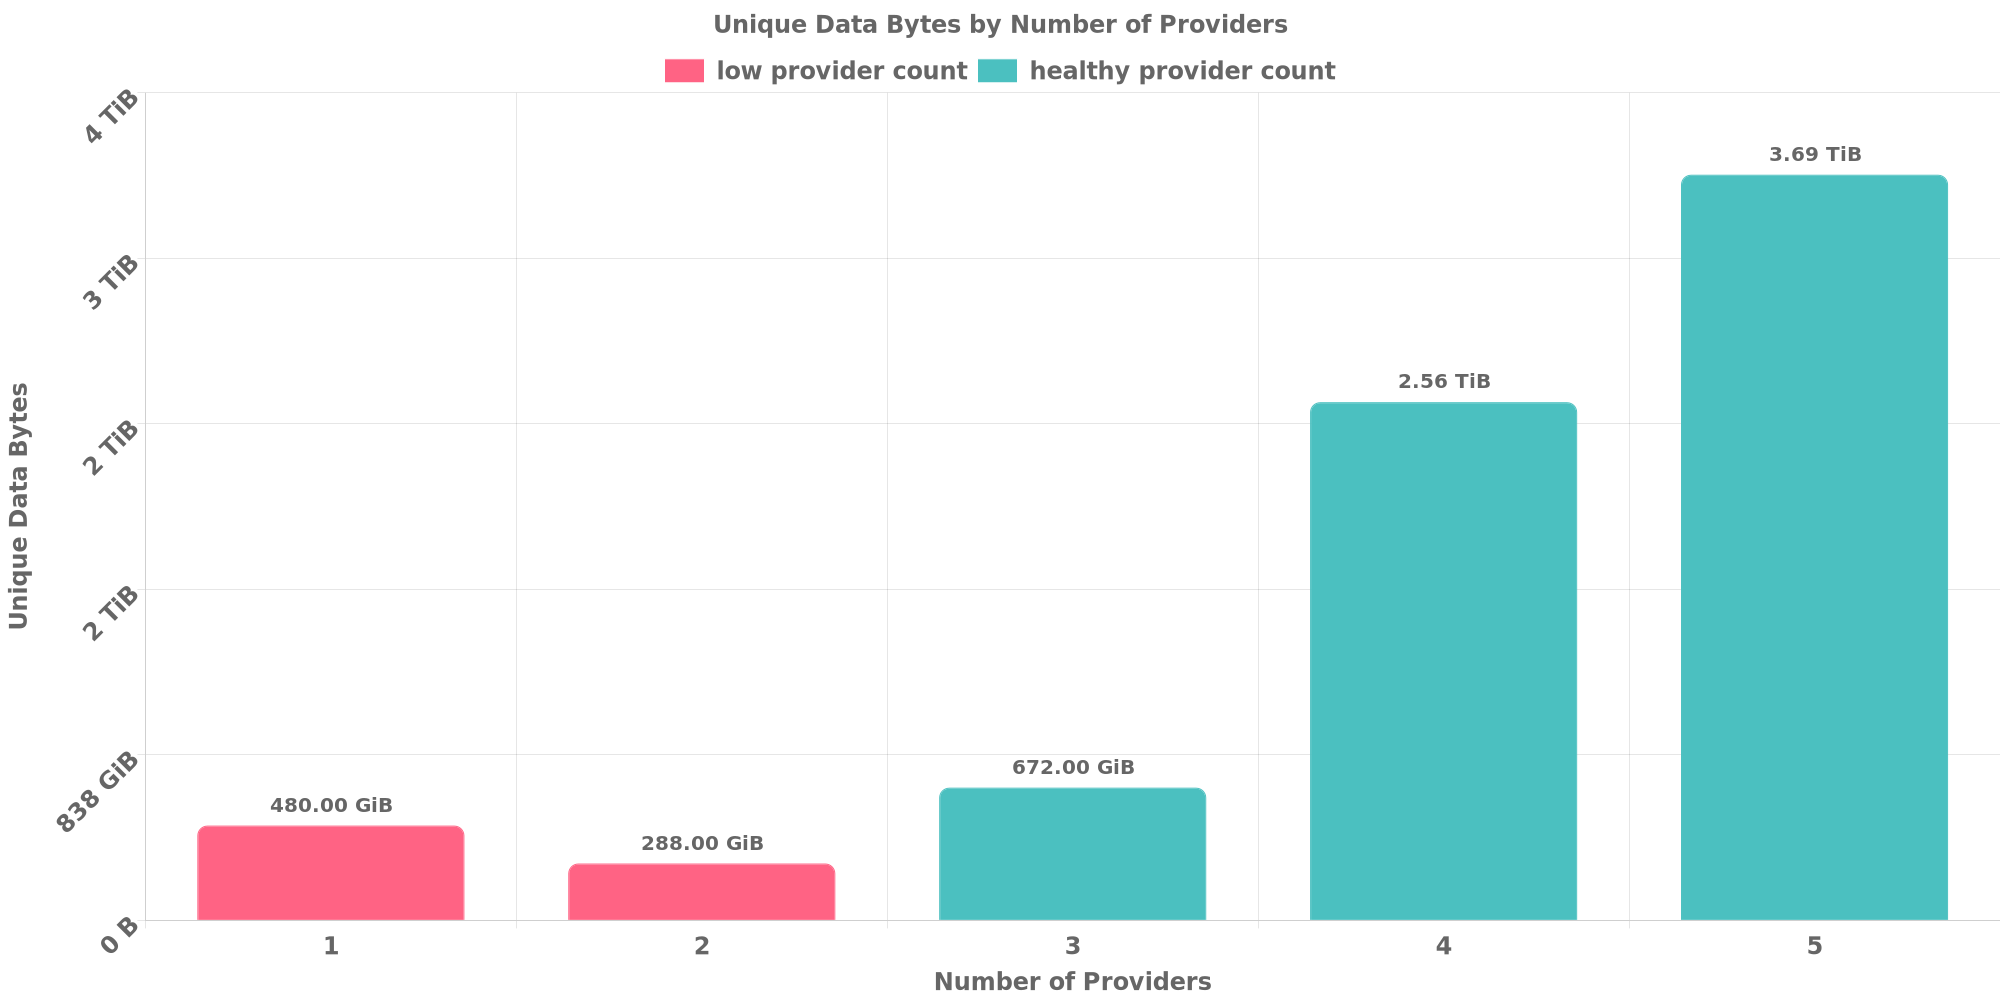 Unique Data Bytes by Number of Providers
low provider count healthy provider count
4 TiB
3 TiB
2 TiB
2 TiB
838 GiB
0 B
Unique Data Bytes
480.00 GiB
288.00 GiB
672.00 GiB
2.56 TiB
3.69 TiB
1 2 3 4 5
Number of Providers